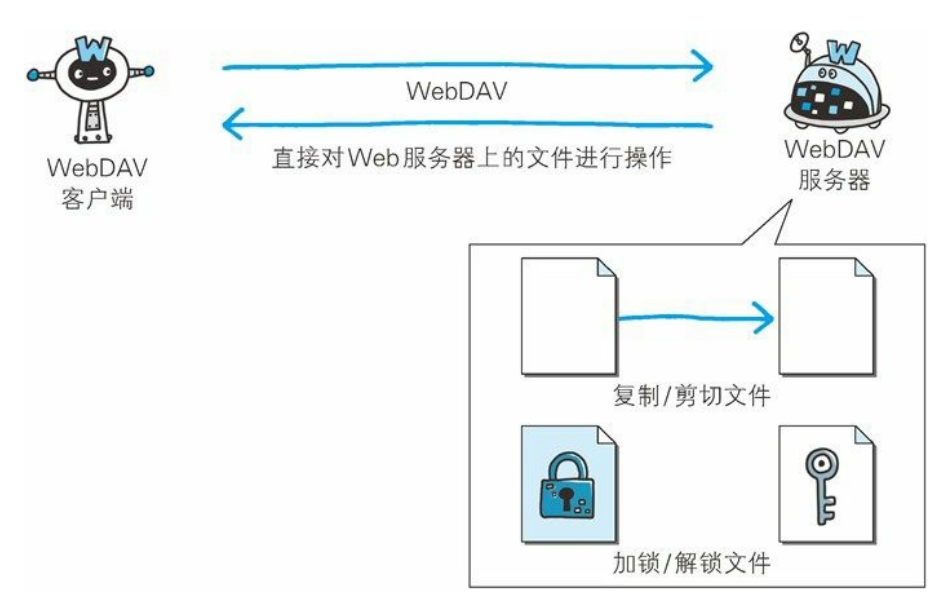 W
W
WebDAV
WebDAV
客户端
直接对Web服务器上的文件进行操作
WebDAV
服务器
复制/剪切文件
加锁/解锁文件